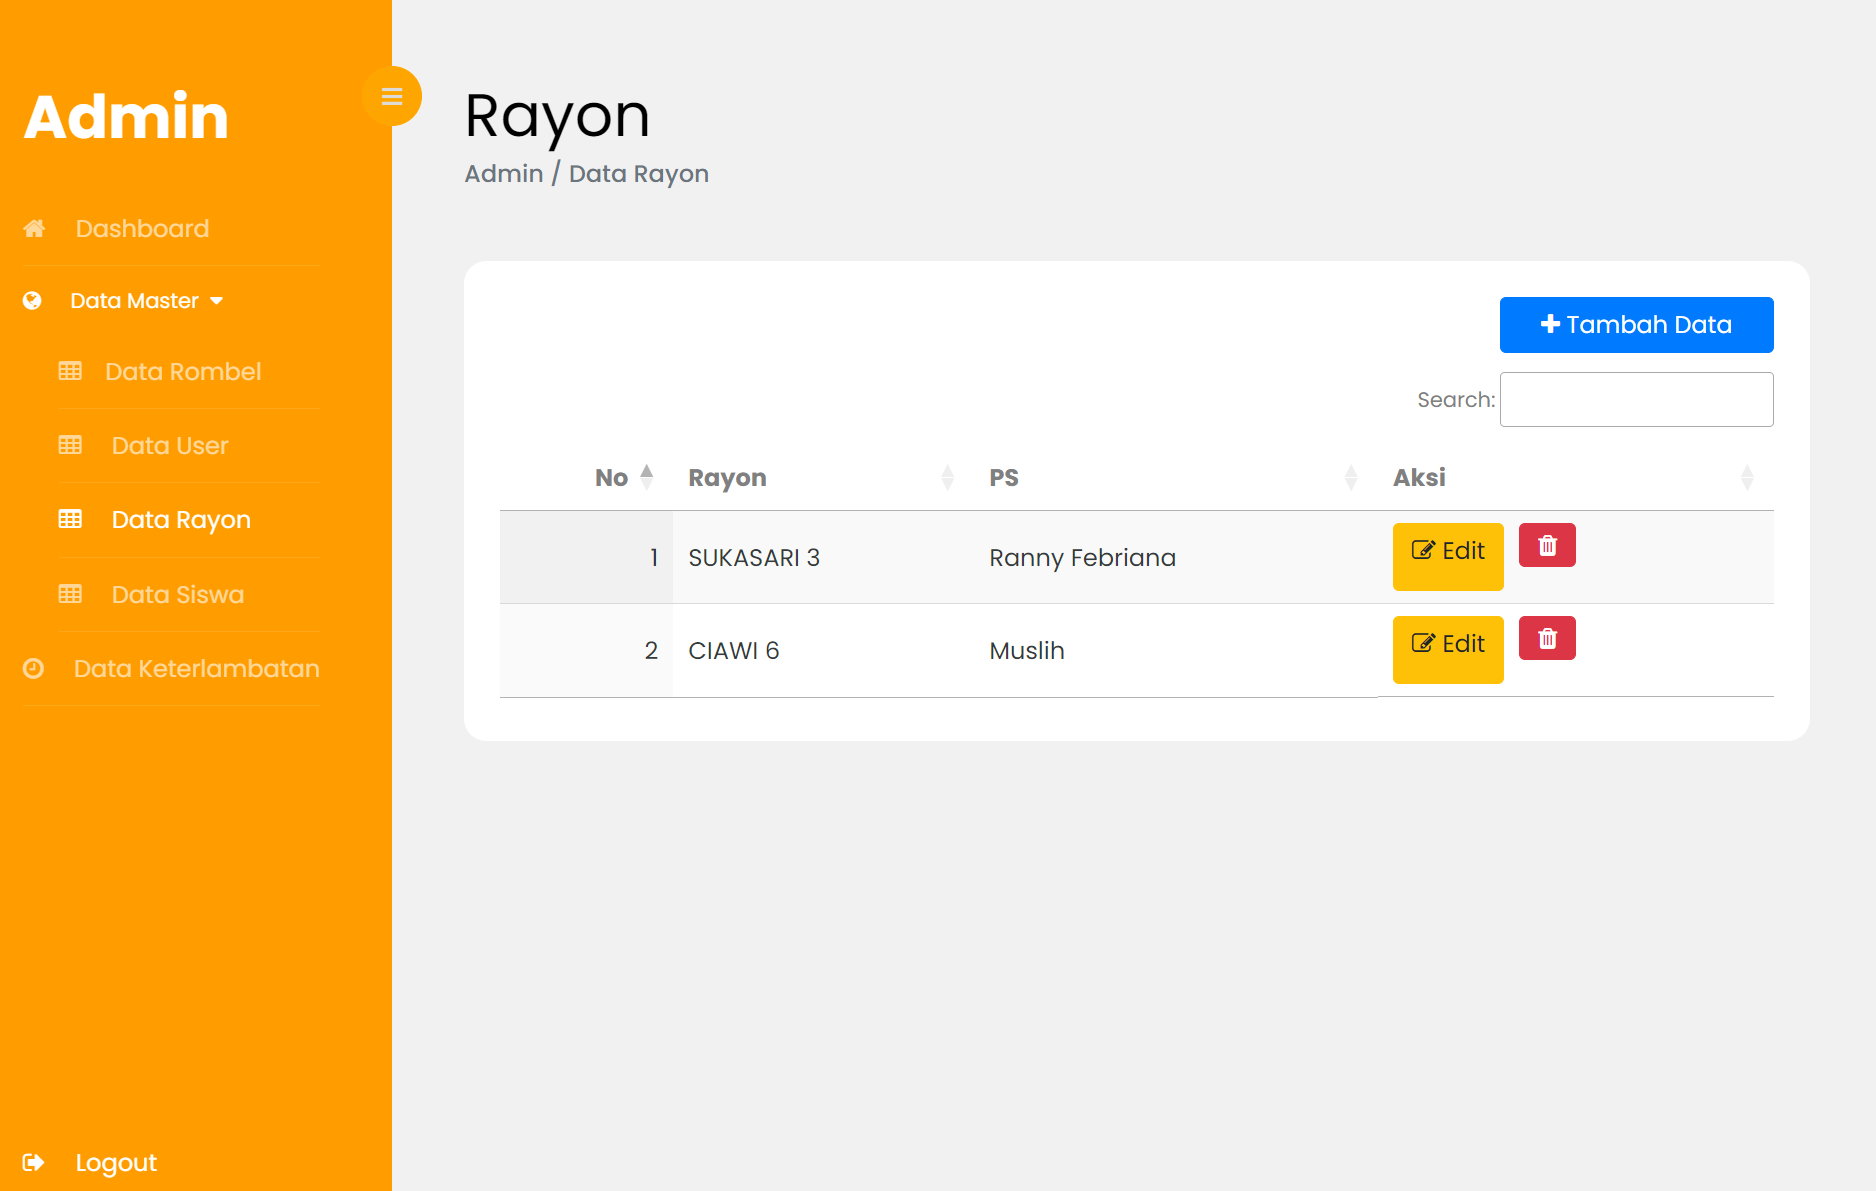 Admin
Dashboard
Data Master
Data Rombel
Data User
Data Rayon
Data Siswa
Data Keterlambatan
Logout
Rayon
Admin / Data Rayon
Tambah Data
Search:
No Rayon PS Aksi
1 SUKASARI 3 Ranny Febriana Edit
2 CIAWI 6 Muslih Edit